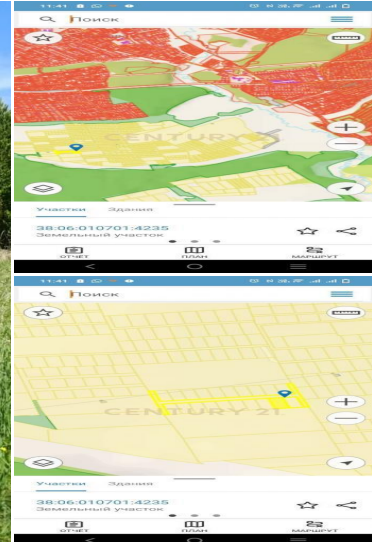 11:41
Поиск
CENTURY 21
Участки Здания
38:06:010701:4235
Земельный участок
ОТЧЕТ ПЛАН МАРШРУТ
11:41
Поиск
CENTURY 21
Участки Здания
38:06:010701:4235
Земельный участок
ОТЧЕТ ПЛАН МАРШРУТ